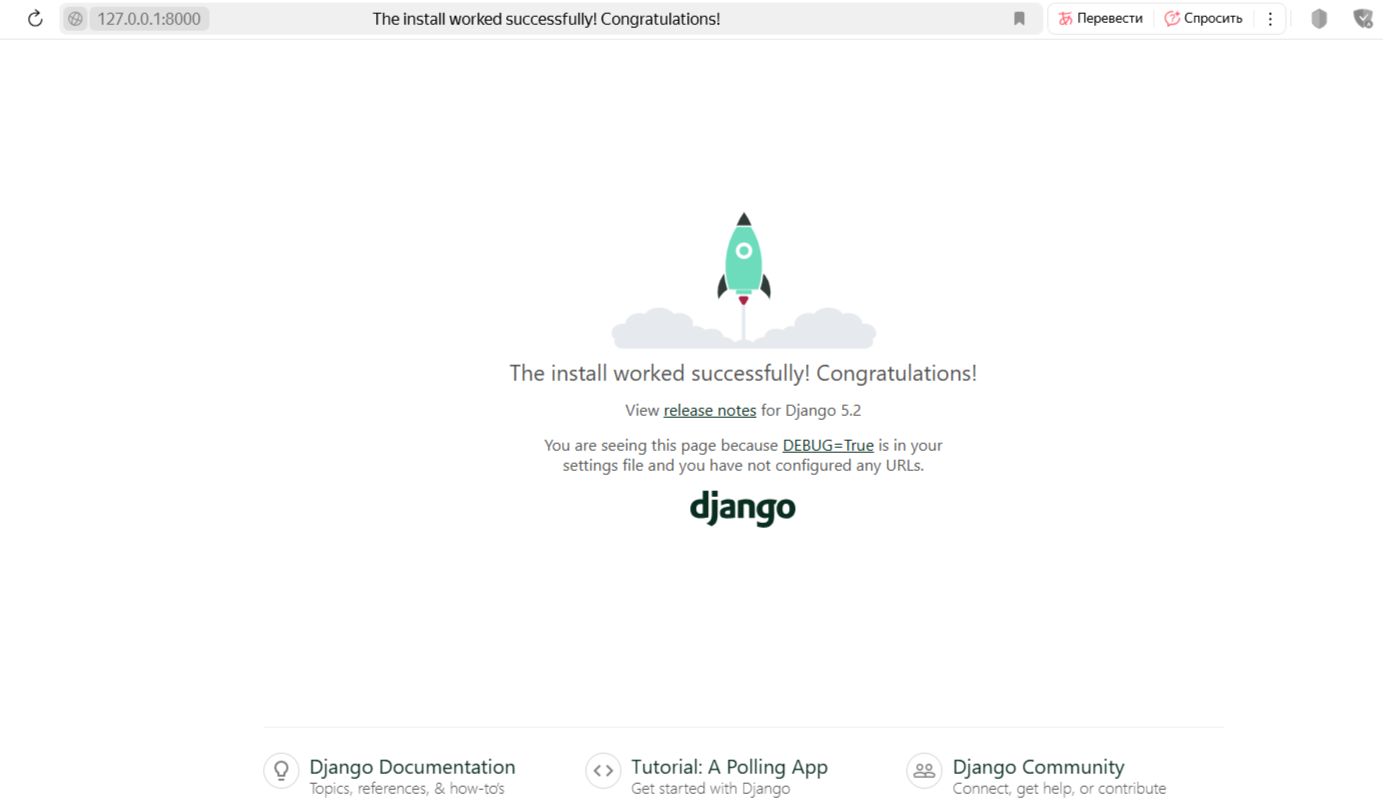 127.0.0.1:8000 The install worked successfully! Congratulations! Перевести Спросить
The install worked successfully! Congratulations!
View release notes for Django 5.2
You are seeing this page because DEBUG=True is in your
settings file and you have not configured any URLs.
django
Django Documentation
Topics, references, & how-to's
Tutorial: A Polling App
Get started with Django
Django Community
Connect, get help, or contribute